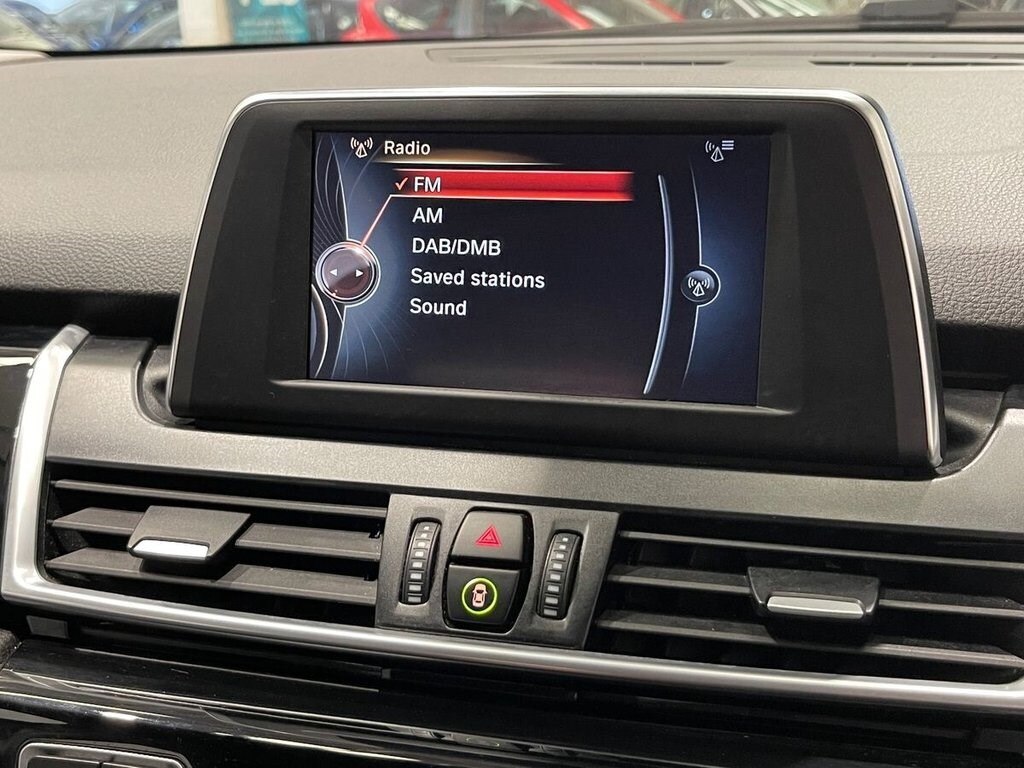 Radio
FM
AM
DAB/DMB
Saved stations
Sound